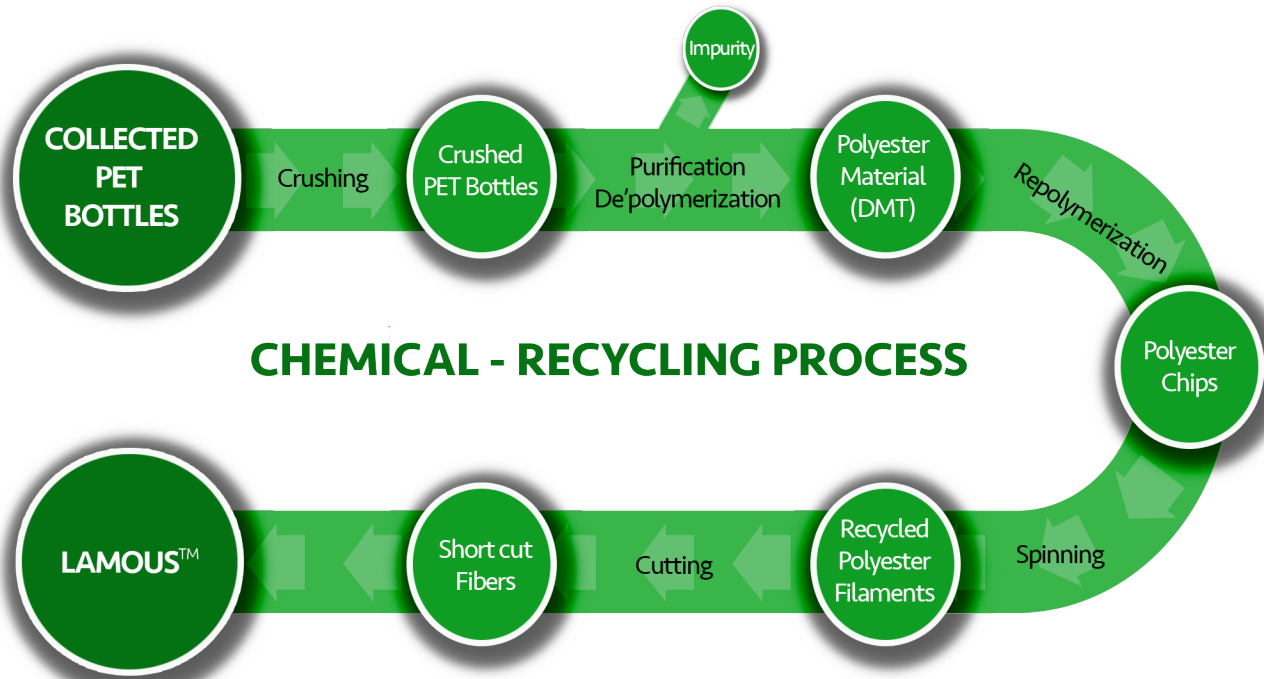 Impurity
COLLECTED
PET
BOTTLES
Crushing
Crushed
PET Bottles
Purification
De'polymerization
Polyester
Material
(DMT)
Repolymerization
CHEMICAL - RECYCLING PROCESS
Polyester
Chips
Spinning
Recycled
Polyester
Filaments
Cutting
Short cut
Fibers
LAMOUS™